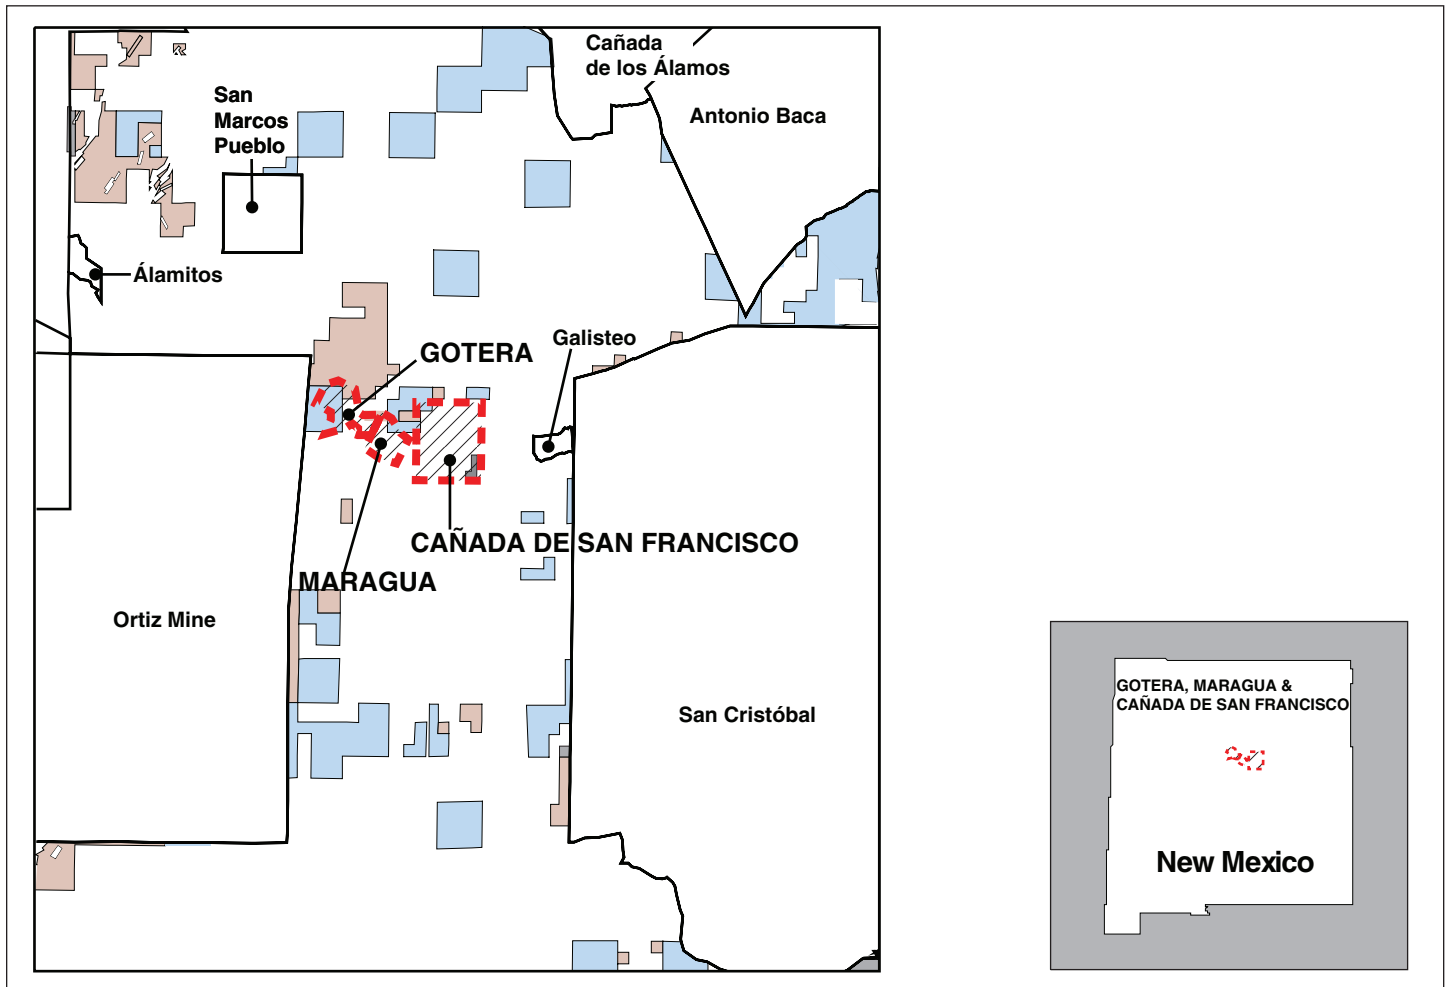 Cañada
de los Álamos
San
Marcos
Pueblo
Antonio Baca
Álamitos
Galisteo
GOTERA
CAÑADA DE SAN FRANCISCO
MARAGUA
Ortiz Mine
San Cristóbal
GOTERA, MARAGUA &
CAÑADA DE SAN FRANCISCO
New Mexico